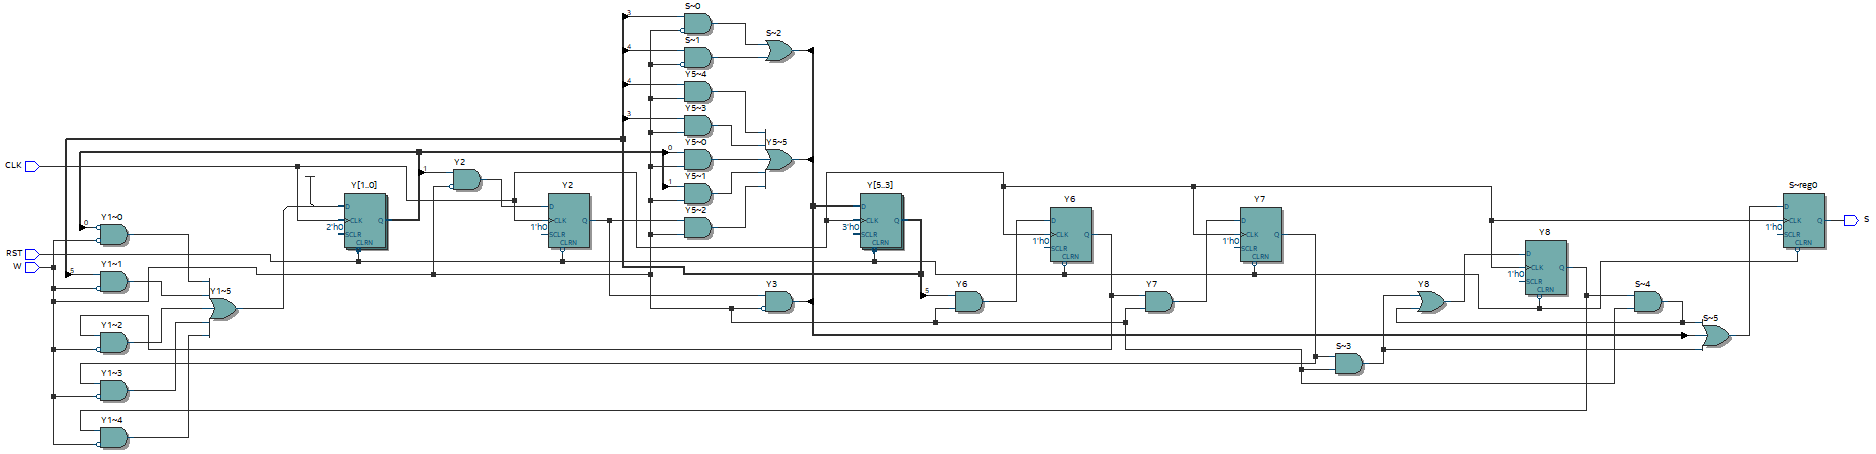 S~0
3
S~2
S~1
4
Y5~4
4
Y5~3
3
Y5~5
Y5~0
0
CLK
Y2
1
Y5~1
1
Y[1..0]
D
CLK Q
2'h0
SCLR
CLRN
Y2
D
CLK Q
1'h0
SCLR
CLRN
Y5~2
Y[5..3]
D
CLK Q
3'h0
SCLR
CLRN
Y6
D
CLK Q
1'h0
SCLR
CLRN
Y7
D
CLK Q
1'h0
SCLR
CLRN
S~reg0
D
CLK Q
1'h0
SCLR
CLRN
S
Y8
D
CLK Q
1'h0
SCLR
CLRN
Y1~0
0
RST
W
Y1~1
5
Y1~5
Y3
Y6
5
Y7
Y8
S~4
S~5
Y1~2
S~3
Y1~3
Y1~4